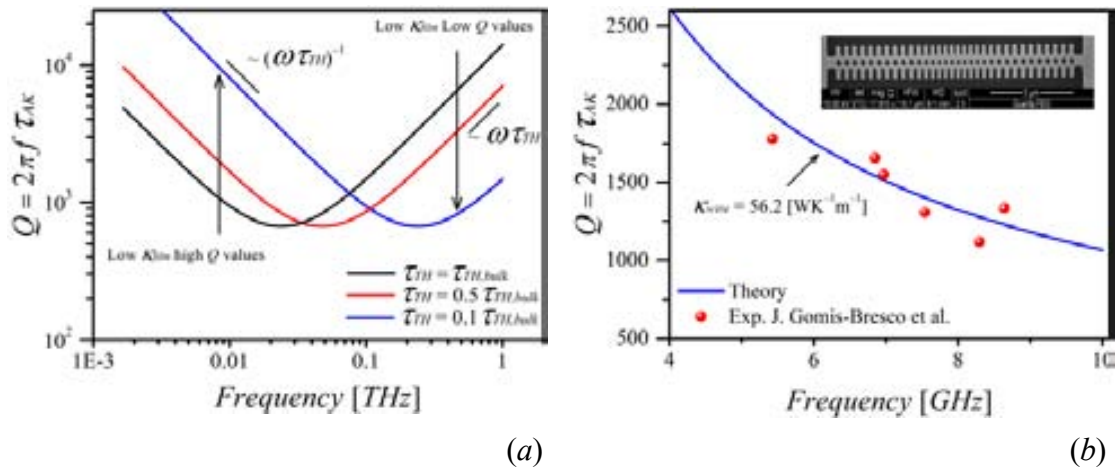 Q = 2πf τ_AK
10^4
10^3
10^2
1E-3
0.01
0.1
1
Frequency [THz]
Low κ_film Low Q values
~ (ωτ_TH)^-1
~ ωτ_TH
Low κ_film high Q values
τ_TH = τ_TH,bulk
τ_TH = 0.5 τ_TH,bulk
τ_TH = 0.1 τ_TH,bulk
(a)
Q = 2πf τ_AK
2500
2000
1500
1000
500
4
6
8
Frequency [GHz]
κ_wire = 56.2 [WK^-1m^-1]
Theory
Exp. J. Gomis-Bresco et al.
(b)